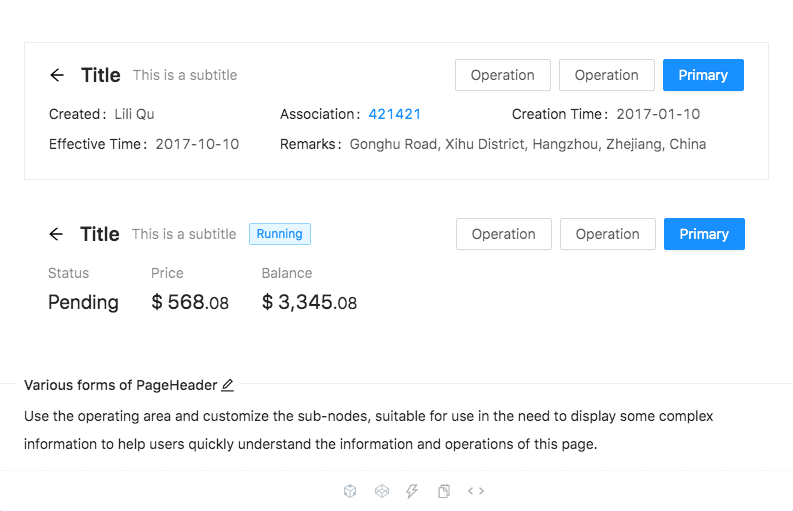 Title This is a subtitle Operation Operation Primary
Created: Lili Qu Association: 421421 Creation Time: 2017-01-10
Effective Time: 2017-10-10 Remarks: Gonghu Road, Xihu District, Hangzhou, Zhejiang, China
Title This is a subtitle Running Operation Operation Primary
Status Price Balance
Pending $ 568.08 $ 3,345.08
Various forms of PageHeader
Use the operating area and customize the sub-nodes, suitable for use in the need to display some complex
information to help users quickly understand the information and operations of this page.